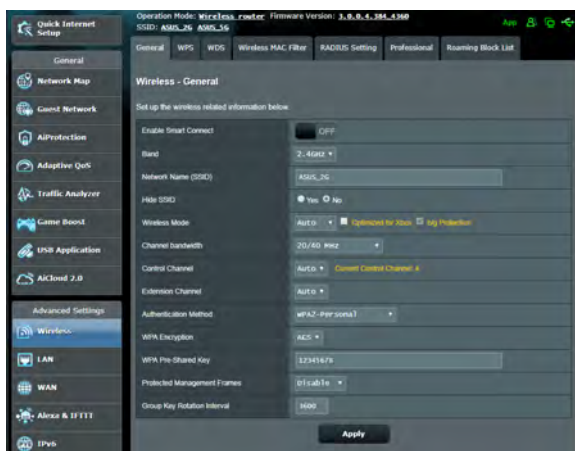 Quick Internet Setup
Operation Mode: Wireless router Firmware Version: 3.0.0.4.384_4360
SSID: ASUS_2G ASUS_5G
App
General
WPS
WDS
Wireless MAC Filter
RADIUS Setting
Professional
Roaming Block List
General
Network Map
Guest Network
AiProtection
Adaptive QoS
Traffic Analyzer
Game Boost
USB Application
AiCloud 2.0
Advanced Settings
Wireless
LAN
WAN
Alexa & IFTTT
IPv6
Wireless - General
Set up the wireless related information below.
Enable Smart Connect OFF
Band 2.4GHz
Network Name (SSID) ASUS_2G
Hide SSID Yes No
Wireless Mode Auto Optimized for Xbox b/g Protection
Channel bandwidth 20/40 MHz
Control Channel Auto Current Control Channel: 4
Extension Channel Auto
Authentication Method WPA2-Personal
WPA Encryption AES
WPA Pre-Shared Key 12345678
Protected Management Frames Disable
Group Key Rotation Interval 3600
Apply